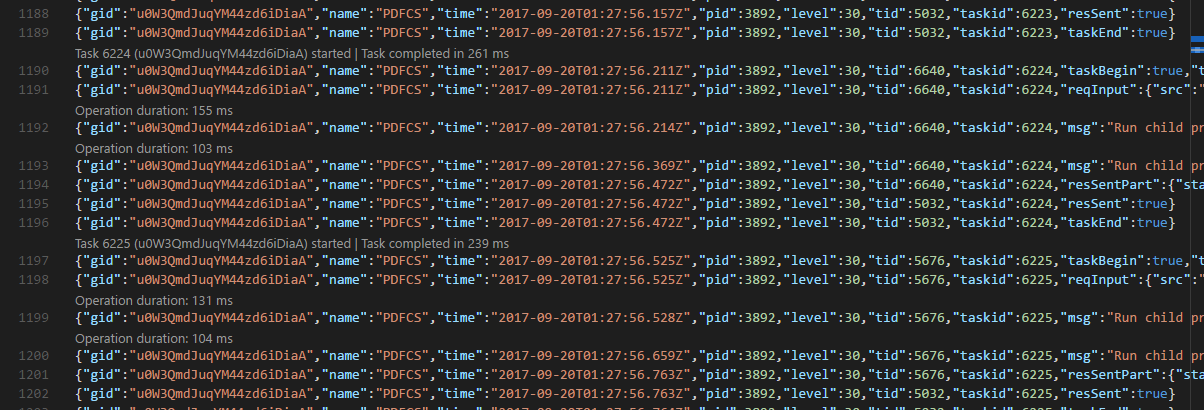 1188 {"gid":"u0W3QmdJuqYM44zd6iDiaA","name":"PDFCS","time":"2017-09-20T01:27:56.157Z","pid":3892,"level":30,"tid":5032,"taskid":6223,"resSent":true}
1189 {"gid":"u0W3QmdJuqYM44zd6iDiaA","name":"PDFCS","time":"2017-09-20T01:27:56.157Z","pid":3892,"level":30,"tid":5032,"taskid":6223,"taskEnd":true}
Task 6224 (u0W3QmdJuqYM44zd6iDiaA) started | Task completed in 261 ms
1190 {"gid":"u0W3QmdJuqYM44zd6iDiaA","name":"PDFCS","time":"2017-09-20T01:27:56.211Z","pid":3892,"level":30,"tid":6640,"taskid":6224,"taskBegin":true,"t
1191 {"gid":"u0W3QmdJuqYM44zd6iDiaA","name":"PDFCS","time":"2017-09-20T01:27:56.211Z","pid":3892,"level":30,"tid":6640,"taskid":6224,"reqInput":{"src":"
Operation duration: 155 ms
1192 {"gid":"u0W3QmdJuqYM44zd6iDiaA","name":"PDFCS","time":"2017-09-20T01:27:56.214Z","pid":3892,"level":30,"tid":6640,"taskid":6224,"msg":"Run child pr
Operation duration: 103 ms
1193 {"gid":"u0W3QmdJuqYM44zd6iDiaA","name":"PDFCS","time":"2017-09-20T01:27:56.369Z","pid":3892,"level":30,"tid":6640,"taskid":6224,"msg":"Run child pr
1194 {"gid":"u0W3QmdJuqYM44zd6iDiaA","name":"PDFCS","time":"2017-09-20T01:27:56.472Z","pid":3892,"level":30,"tid":6640,"taskid":6224,"resSentPart":{"sta
1195 {"gid":"u0W3QmdJuqYM44zd6iDiaA","name":"PDFCS","time":"2017-09-20T01:27:56.472Z","pid":3892,"level":30,"tid":5032,"taskid":6224,"resSent":true}
1196 {"gid":"u0W3QmdJuqYM44zd6iDiaA","name":"PDFCS","time":"2017-09-20T01:27:56.472Z","pid":3892,"level":30,"tid":5032,"taskid":6224,"taskEnd":true}
Task 6225 (u0W3QmdJuqYM44zd6iDiaA) started | Task completed in 239 ms
1197 {"gid":"u0W3QmdJuqYM44zd6iDiaA","name":"PDFCS","time":"2017-09-20T01:27:56.525Z","pid":3892,"level":30,"tid":5676,"taskid":6225,"taskBegin":true,"t
1198 {"gid":"u0W3QmdJuqYM44zd6iDiaA","name":"PDFCS","time":"2017-09-20T01:27:56.525Z","pid":3892,"level":30,"tid":5676,"taskid":6225,"reqInput":{"src":"
Operation duration: 131 ms
1199 {"gid":"u0W3QmdJuqYM44zd6iDiaA","name":"PDFCS","time":"2017-09-20T01:27:56.528Z","pid":3892,"level":30,"tid":5676,"taskid":6225,"msg":"Run child pr
Operation duration: 104 ms
1200 {"gid":"u0W3QmdJuqYM44zd6iDiaA","name":"PDFCS","time":"2017-09-20T01:27:56.659Z","pid":3892,"level":30,"tid":5676,"taskid":6225,"msg":"Run child pr
1201 {"gid":"u0W3QmdJuqYM44zd6iDiaA","name":"PDFCS","time":"2017-09-20T01:27:56.763Z","pid":3892,"level":30,"tid":5676,"taskid":6225,"resSentPart":{"sta
1202 {"gid":"u0W3QmdJuqYM44zd6iDiaA","name":"PDFCS","time":"2017-09-20T01:27:56.763Z","pid":3892,"level":30,"tid":5032,"taskid":6225,"resSent":true}